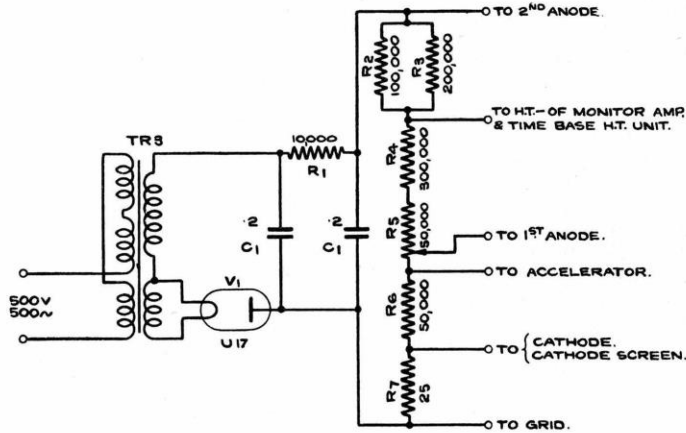 TO 2ND ANODE.
R2
100,000
R3
200,000
TO H.T.- OF MONITOR AMP.
& TIME BASE H.T. UNIT.
TR3
10,000
R1
R4
300,000
.2
C1
.2
C1
R5
150,000
TO 1ST ANODE.
TO ACCELERATOR.
500V
500~
V1
U17
R6
50,000
TO { CATHODE.
CATHODE SCREEN.
R7
25
TO GRID.